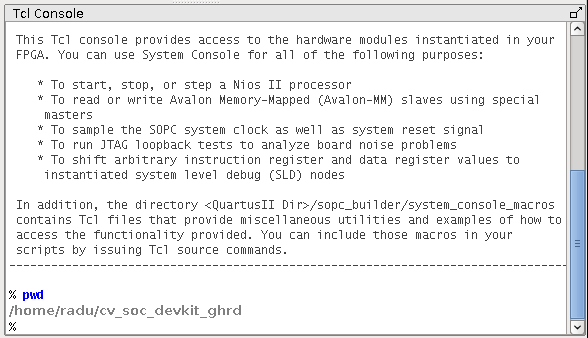 Tcl Console
This Tcl console provides access to the hardware modules instantiated in your
FPGA. You can use System Console for all of the following purposes:
* To start, stop, or step a Nios II processor
* To read or write Avalon Memory-Mapped (Avalon-MM) slaves using special
masters
* To sample the SOPC system clock as well as system reset signal
* To run JTAG loopback tests to analyze board noise problems
* To shift arbitrary instruction register and data register values to
instantiated system level debug (SLD) nodes
In addition, the directory <QuartusII Dir>/sopc_builder/system_console_macros
contains Tcl files that provide miscellaneous utilities and examples of how to
access the functionality provided. You can include those macros in your
scripts by issuing Tcl source commands.
--------------------------------------------------------------------------------
% pwd
/home/radu/cv_soc_devkit_ghrd
%